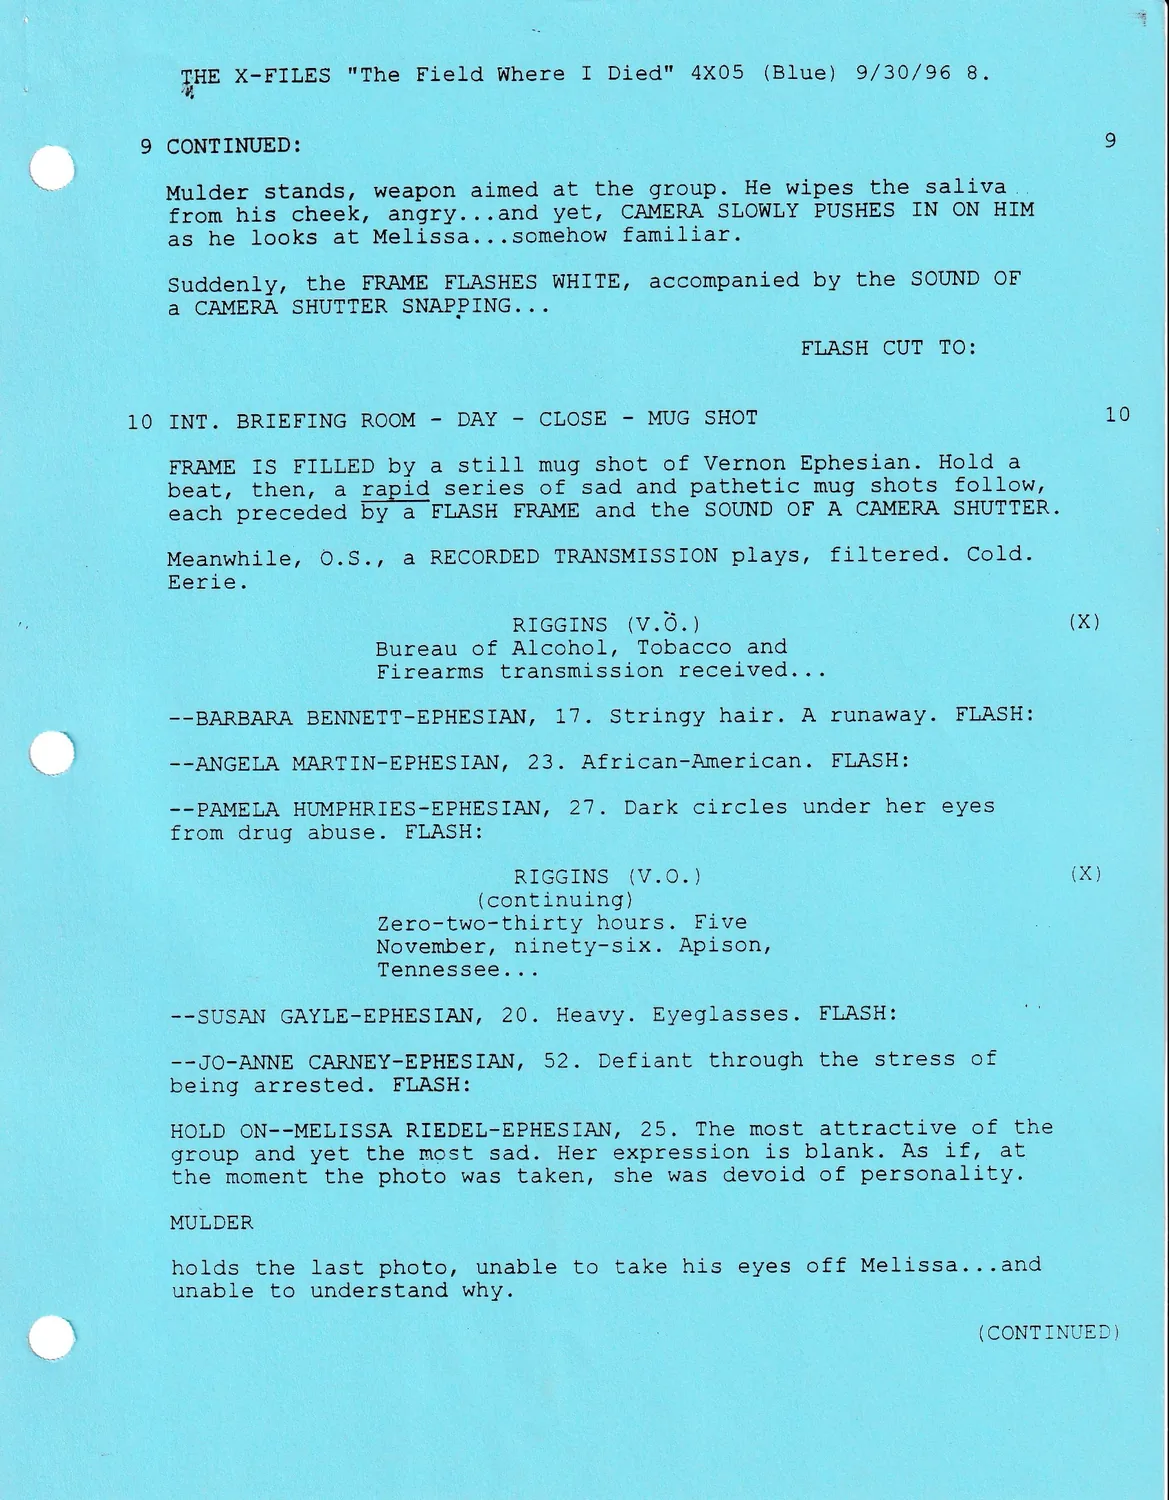 THE X-FILES "The Field Where I Died" 4X05 (Blue) 9/30/96 8.
9 CONTINUED: 9
Mulder stands, weapon aimed at the group. He wipes the saliva
from his cheek, angry...and yet, CAMERA SLOWLY PUSHES IN ON HIM
as he looks at Melissa...somehow familiar.
Suddenly, the FRAME FLASHES WHITE, accompanied by the SOUND OF
a CAMERA SHUTTER SNAPPING...
FLASH CUT TO:
10 INT. BRIEFING ROOM - DAY - CLOSE - MUG SHOT 10
FRAME IS FILLED by a still mug shot of Vernon Ephesian. Hold a
beat, then, a rapid series of sad and pathetic mug shots follow,
each preceded by a FLASH FRAME and the SOUND OF A CAMERA SHUTTER.
Meanwhile, O.S., a RECORDED TRANSMISSION plays, filtered. Cold.
Eerie.
RIGGINS (V.O.) (X)
Bureau of Alcohol, Tobacco and
Firearms transmission received...
--BARBARA BENNETT-EPHESIAN, 17. Stringy hair. A runaway. FLASH:
--ANGELA MARTIN-EPHESIAN, 23. African-American. FLASH:
--PAMELA HUMPHRIES-EPHESIAN, 27. Dark circles under her eyes
from drug abuse. FLASH:
RIGGINS (V.O.) (X)
(continuing)
Zero-two-thirty hours. Five
November, ninety-six. Apison,
Tennessee...
--SUSAN GAYLE-EPHESIAN, 20. Heavy. Eyeglasses. FLASH:
--JO-ANNE CARNEY-EPHESIAN, 52. Defiant through the stress of
being arrested. FLASH:
HOLD ON--MELISSA RIEDEL-EPHESIAN, 25. The most attractive of the
group and yet the most sad. Her expression is blank. As if, at
the moment the photo was taken, she was devoid of personality.
MULDER
holds the last photo, unable to take his eyes off Melissa...and
unable to understand why.
(CONTINUED)